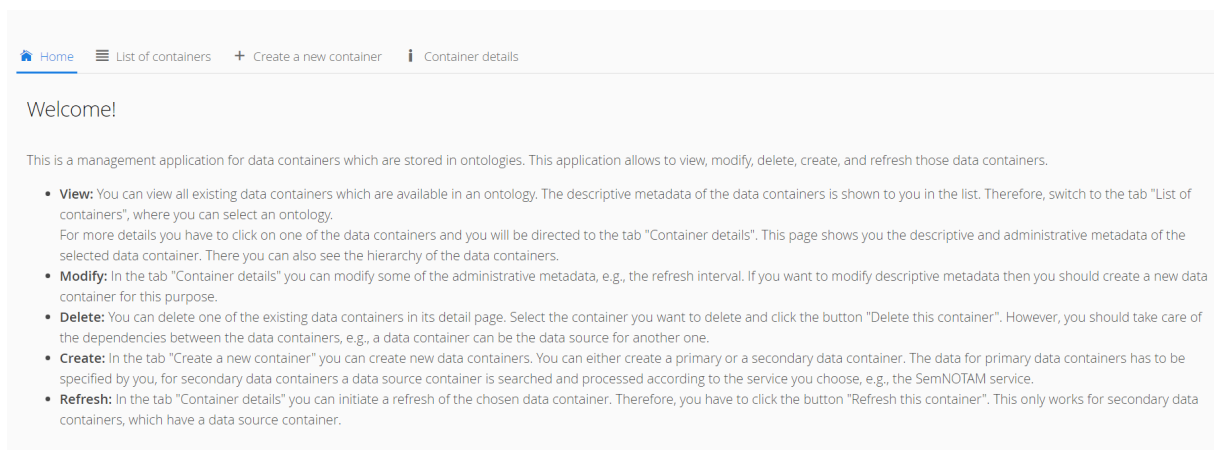 Home List of containers Create a new container Container details
Welcome!
This is a management application for data containers which are stored in ontologies. This application allows to view, modify, delete, create, and refresh those data containers.
• View: You can view all existing data containers which are available in an ontology. The descriptive metadata of the data containers is shown to you in the list. Therefore, switch to the tab "List of
containers", where you can select an ontology.
For more details you have to click on one of the data containers and you will be directed to the tab "Container details". This page shows you the descriptive and administrative metadata of the
selected data container. There you can also see the hierarchy of the data containers.
• Modify: In the tab "Container details" you can modify some of the administrative metadata, e.g., the refresh interval. If you want to modify descriptive metadata then you should create a new data
container for this purpose.
• Delete: You can delete one of the existing data containers in its detail page. Select the container you want to delete and click the button "Delete this container". However, you should take care of
the dependencies between the data containers, e.g., a data container can be the data source for another one.
• Create: In the tab "Create a new container" you can create new data containers. You can either create a primary or a secondary data container. The data for primary data containers has to be
specified by you, for secondary data containers a data source container is searched and processed according to the service you choose, e.g., the SemNOTAM service.
• Refresh: In the tab "Container details" you can initiate a refresh of the chosen data container. Therefore, you have to click the button "Refresh this container". This only works for secondary data
containers, which have a data source container.